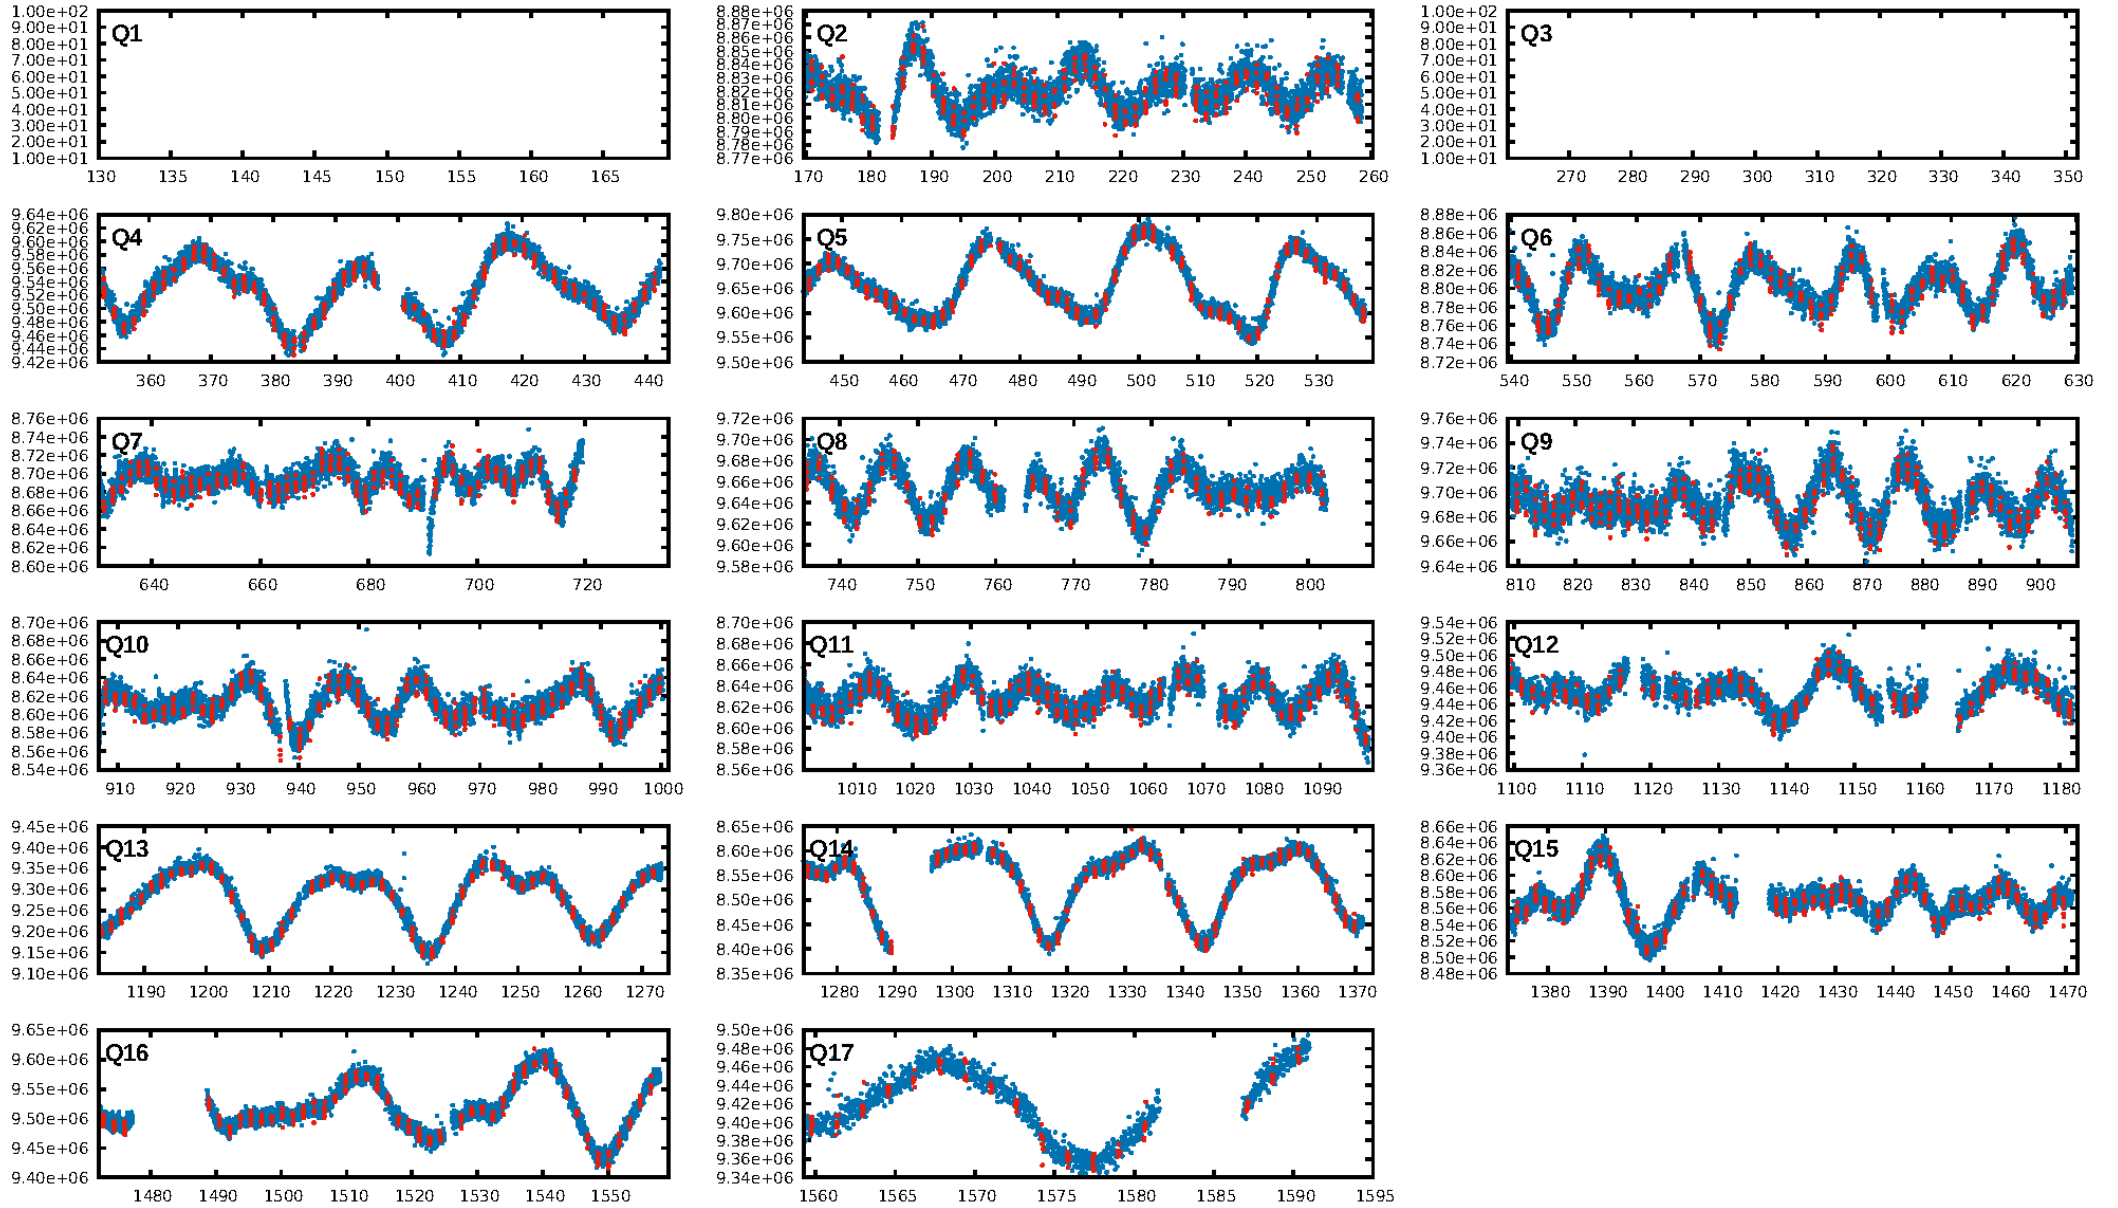 Q1
1.00e+02
9.00e+01
8.00e+01
7.00e+01
6.00e+01
5.00e+01
4.00e+01
3.00e+01
2.00e+01
1.00e+01
130 135 140 145 150 155 160 165
Q2
8.88e+06
8.87e+06
8.86e+06
8.85e+06
8.84e+06
8.83e+06
8.82e+06
8.81e+06
8.80e+06
8.79e+06
8.78e+06
8.77e+06
170 180 190 200 210 220 230 240 250 260
Q3
1.00e+02
9.00e+01
8.00e+01
7.00e+01
6.00e+01
5.00e+01
4.00e+01
3.00e+01
2.00e+01
1.00e+01
270 280 290 300 310 320 330 340 350
Q4
9.64e+06
9.62e+06
9.60e+06
9.58e+06
9.56e+06
9.54e+06
9.52e+06
9.50e+06
9.48e+06
9.46e+06
9.44e+06
9.42e+06
360 370 380 390 400 410 420 430 440
Q5
9.80e+06
9.75e+06
9.70e+06
9.65e+06
9.60e+06
9.55e+06
9.50e+06
450 460 470 480 490 500 510 520 530
Q6
8.88e+06
8.86e+06
8.84e+06
8.82e+06
8.80e+06
8.78e+06
8.76e+06
8.74e+06
8.72e+06
540 550 560 570 580 590 600 610 620 630
Q7
8.76e+06
8.74e+06
8.72e+06
8.70e+06
8.68e+06
8.66e+06
8.64e+06
8.62e+06
8.60e+06
640 660 680 700 720
Q8
9.72e+06
9.70e+06
9.68e+06
9.66e+06
9.64e+06
9.62e+06
9.60e+06
9.58e+06
740 750 760 770 780 790 800
Q9
9.76e+06
9.74e+06
9.72e+06
9.70e+06
9.68e+06
9.66e+06
9.64e+06
810 820 830 840 850 860 870 880 890 900
Q10
8.70e+06
8.68e+06
8.66e+06
8.64e+06
8.62e+06
8.60e+06
8.58e+06
8.56e+06
8.54e+06
910 920 930 940 950 960 970 980 990 1000
Q11
8.70e+06
8.68e+06
8.66e+06
8.64e+06
8.62e+06
8.60e+06
8.58e+06
8.56e+06
1010 1020 1030 1040 1050 1060 1070 1080 1090
Q12
9.54e+06
9.52e+06
9.50e+06
9.48e+06
9.46e+06
9.44e+06
9.42e+06
9.40e+06
9.38e+06
9.36e+06
1100 1110 1120 1130 1140 1150 1160 1170 1180
Q13
9.45e+06
9.40e+06
9.35e+06
9.30e+06
9.25e+06
9.20e+06
9.15e+06
9.10e+06
1190 1200 1210 1220 1230 1240 1250 1260 1270
Q14
8.65e+06
8.60e+06
8.55e+06
8.50e+06
8.45e+06
8.40e+06
8.35e+06
1280 1290 1300 1310 1320 1330 1340 1350 1360 1370
Q15
8.66e+06
8.64e+06
8.62e+06
8.60e+06
8.58e+06
8.56e+06
8.54e+06
8.52e+06
8.50e+06
8.48e+06
1380 1390 1400 1410 1420 1430 1440 1450 1460 1470
Q16
9.65e+06
9.60e+06
9.55e+06
9.50e+06
9.45e+06
9.40e+06
1480 1490 1500 1510 1520 1530 1540 1550
Q17
9.50e+06
9.48e+06
9.46e+06
9.44e+06
9.42e+06
9.40e+06
9.38e+06
9.36e+06
9.34e+06
1560 1565 1570 1575 1580 1585 1590 1595